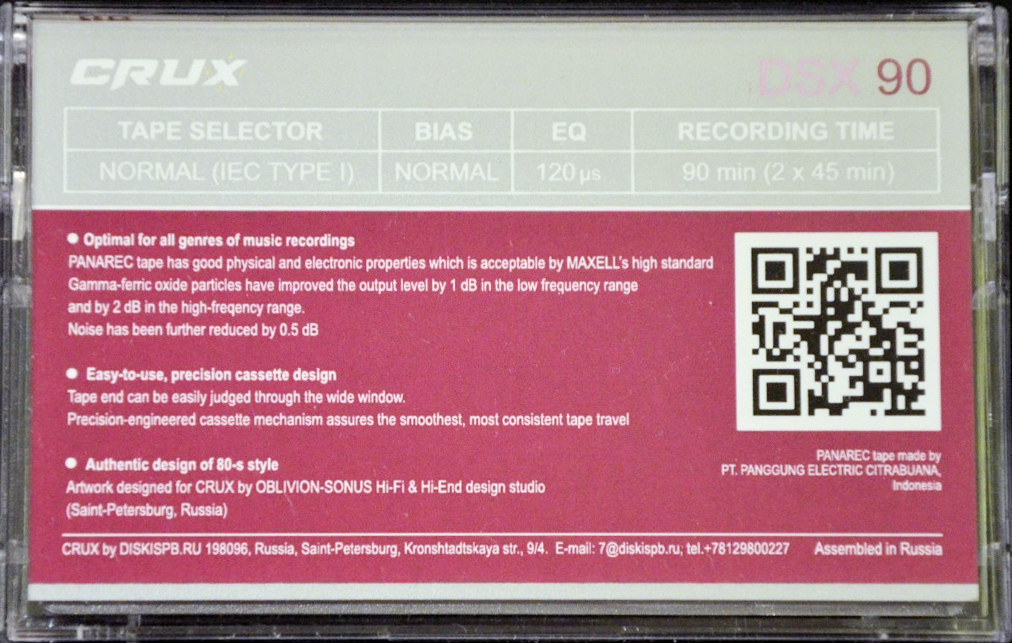 CRUX DSX 90
TAPE SELECTOR BIAS EQ RECORDING TIME
NORMAL (IEC TYPE I) NORMAL 120 µs 90 min (2 x 45 min)
● Optimal for all genres of music recordings
PANAREC tape has good physical and electronic properties which is acceptable by MAXELL's high standard
Gamma-ferric oxide particles have improved the output level by 1 dB in the low frequency range
and by 2 dB in the high-freqency range.
Noise has been further reduced by 0.5 dB
● Easy-to-use, precision cassette design
Tape end can be easily judged through the wide window.
Precision-engineered cassette mechanism assures the smoothest, most consistent tape travel
● Authentic design of 80-s style
Artwork designed for CRUX by OBLIVION-SONUS Hi-Fi & Hi-End design studio
(Saint-Petersburg, Russia)
PANAREC tape made by
PT. PANGGUNG ELECTRIC CITRABUANA,
Indonesia
CRUX by DISKISPB.RU 198096, Russia, Saint-Petersburg, Kronshtadtskaya str., 9/4. E-mail: 7@diskispb.ru; tel.+78129800227 Assembled in Russia